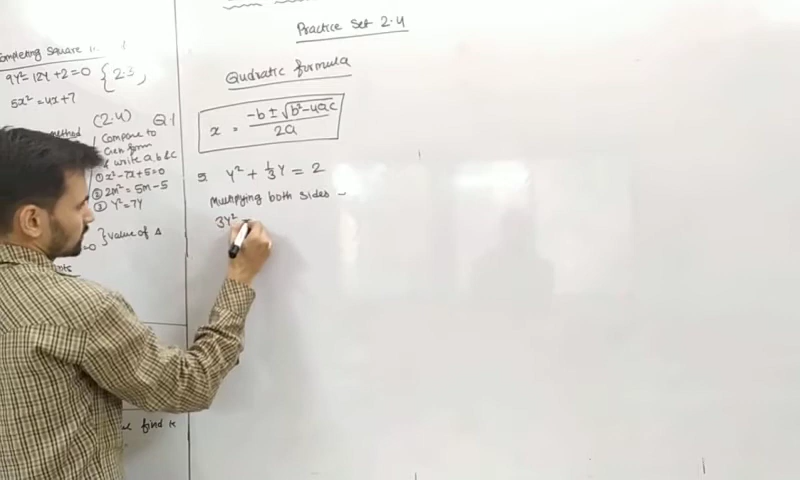 Completing Square
9Y² - 12Y + 2 = 0 { 2.3,
5x² = 4x + 7
(2.4) Q.1
method
Compare to
write a, b & c
① x² - 7x + 5 = 0
② 2m² = 5m - 5
③ Y² = 7Y
=0 } Value of Δ
find k
Practice Set 2.4
Qudratic formula
x = -b ± √b² - 4ac / 2a
Y² + 1/3 Y = 2
Multiplying both sides -
3Y²